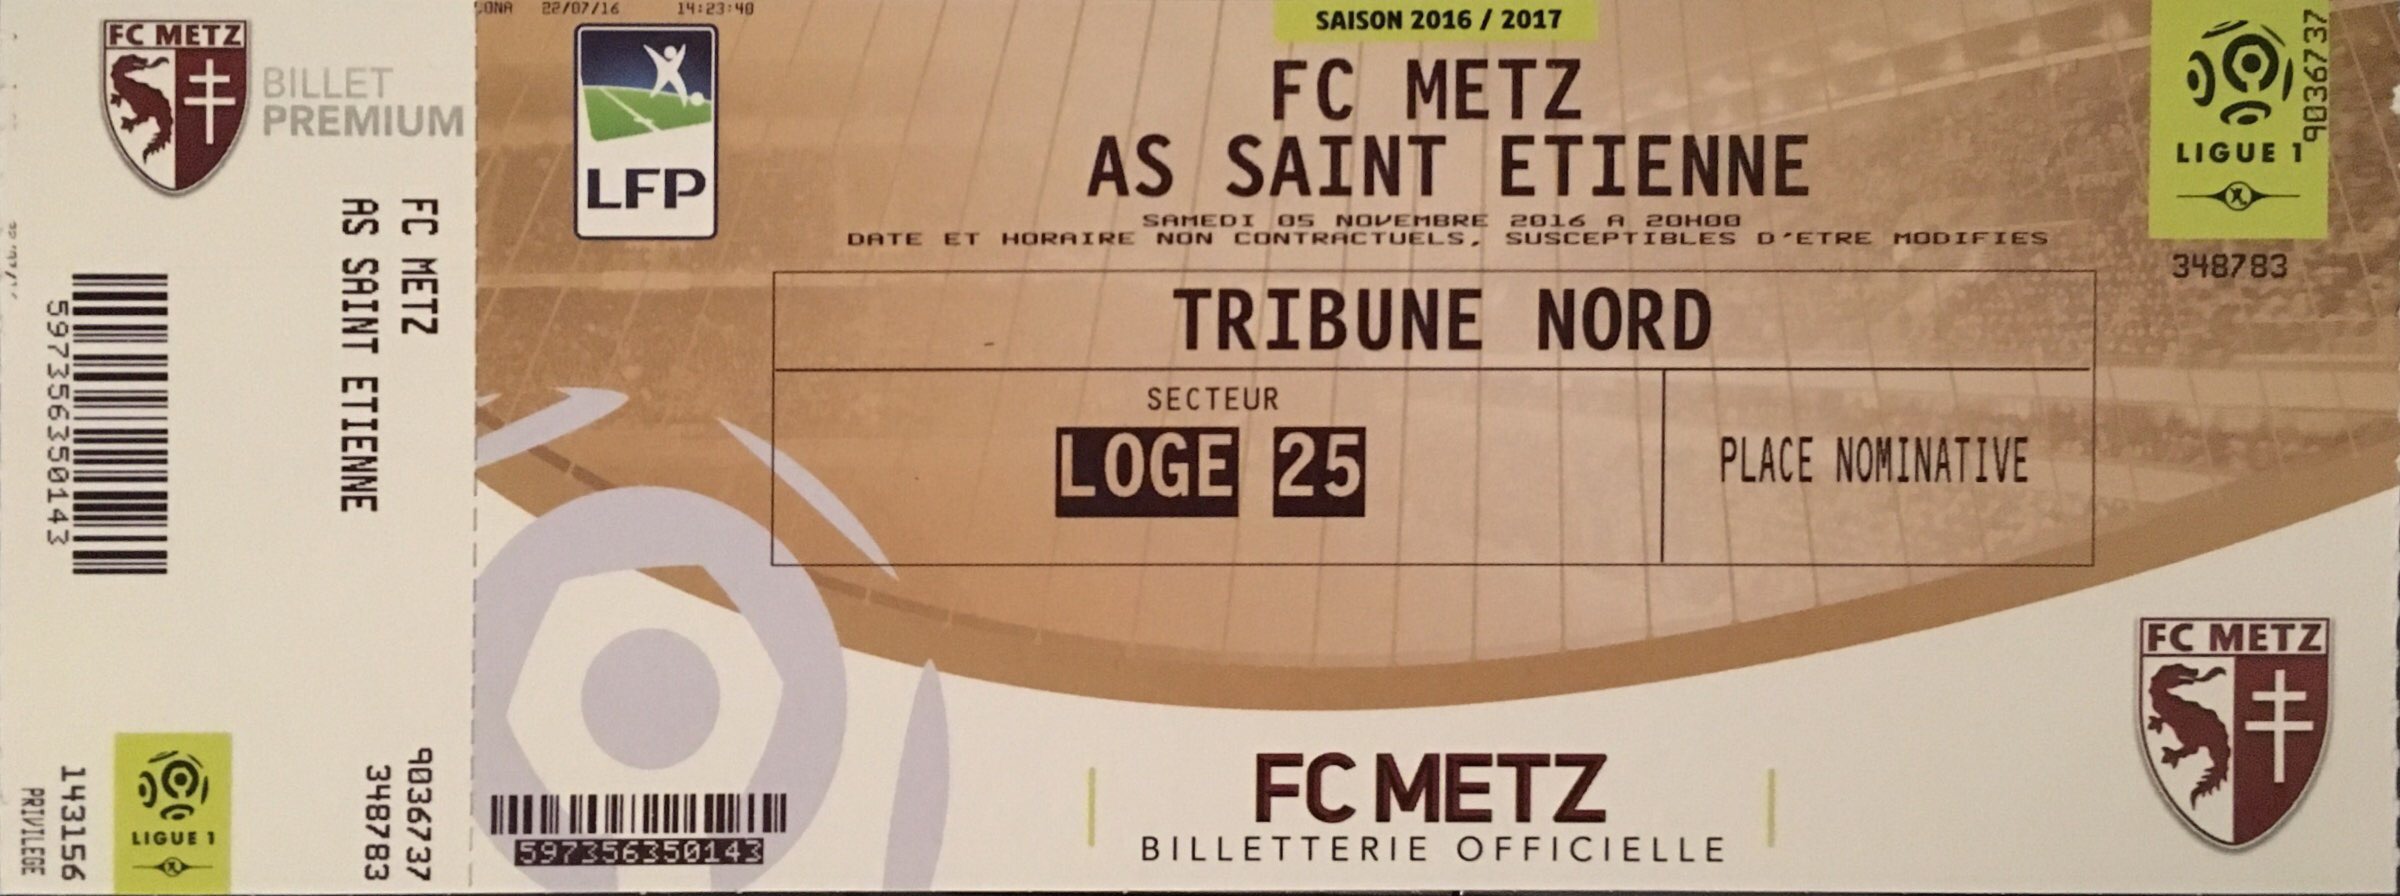 FC METZ
BILLET
PREMIUM
FC METZ
AS SAINT ETIENNE
597356350143
9036737
348783
143156
PRIVILEGE
LIGUE 1
22/07/16 14:23:40
LFP
SAISON 2016 / 2017
FC METZ
AS SAINT ETIENNE
SAMEDI 05 NOVEMBRE 2016 A 20H00
DATE ET HORAIRE NON CONTRACTUELS, SUSCEPTIBLES D'ETRE MODIFIES
TRIBUNE NORD
SECTEUR
LOGE 25
PLACE NOMINATIVE
LIGUE 1
9036737
348783
597356350143
FC METZ
BILLETTERIE OFFICIELLE
FC METZ